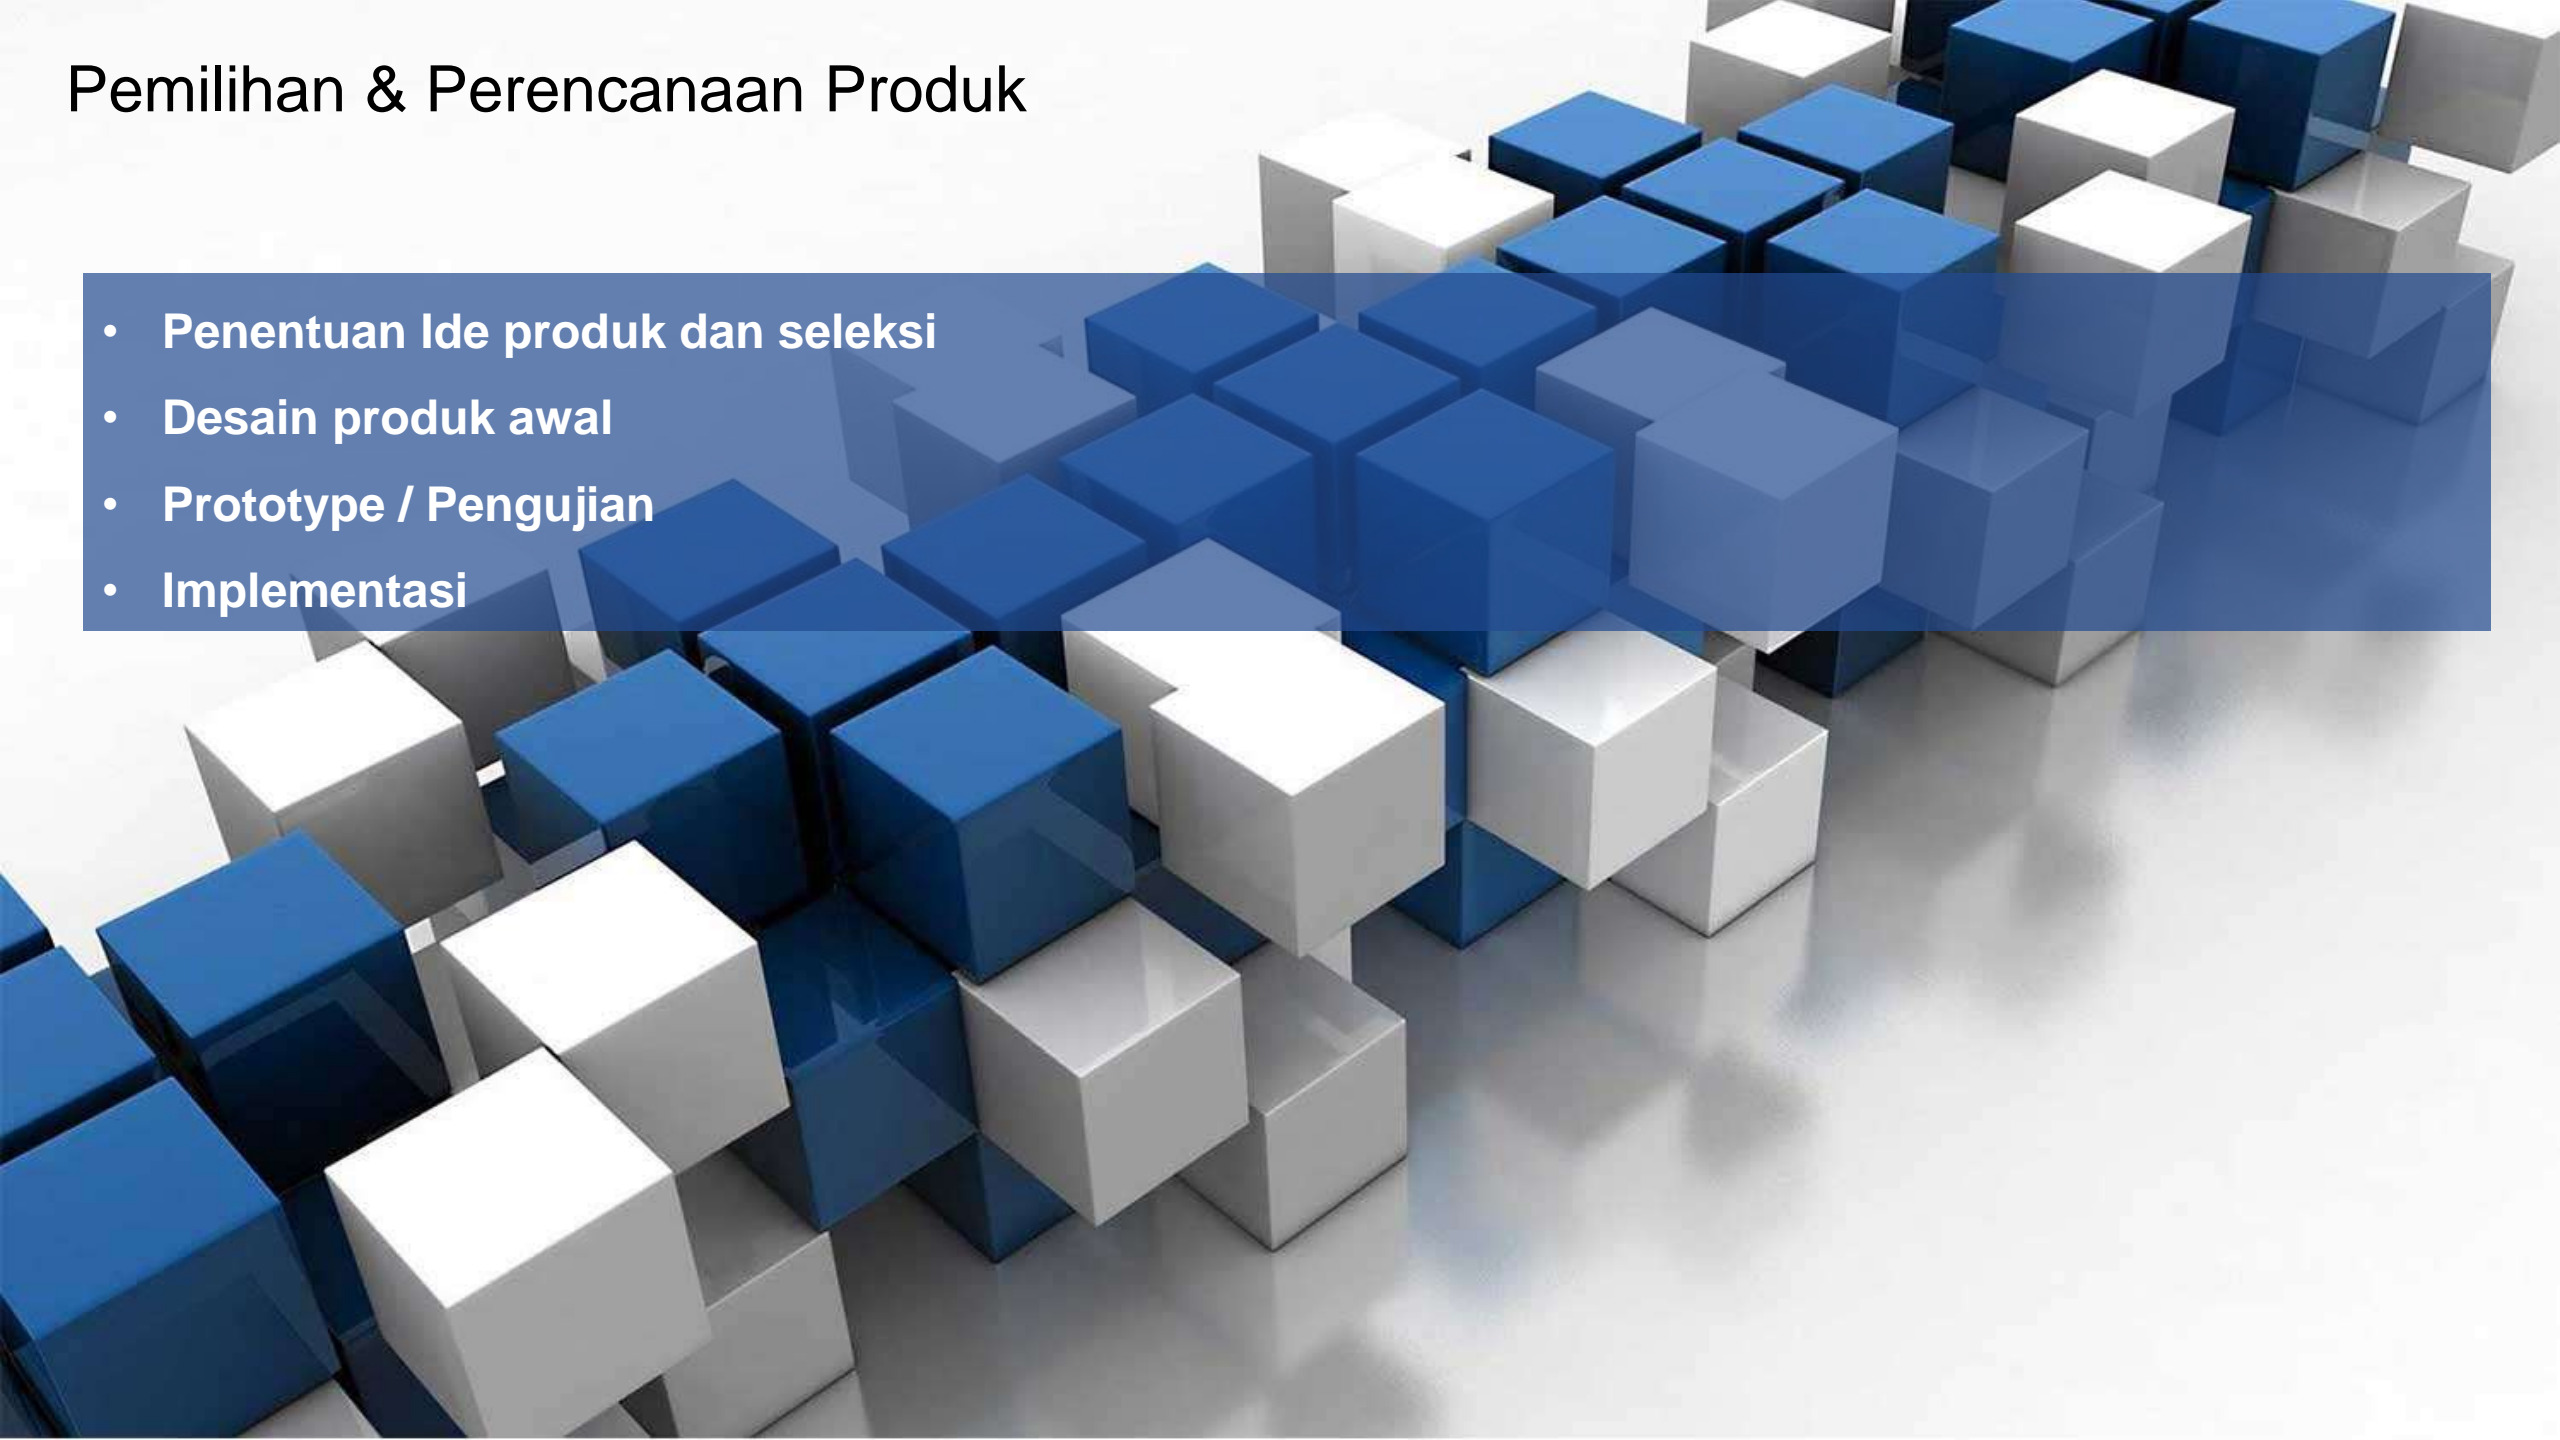 Pemilihan & Perencanaan Produk
• Penentuan Ide produk dan seleksi
• Desain produk awal
• Prototype / Pengujian
• Implementasi